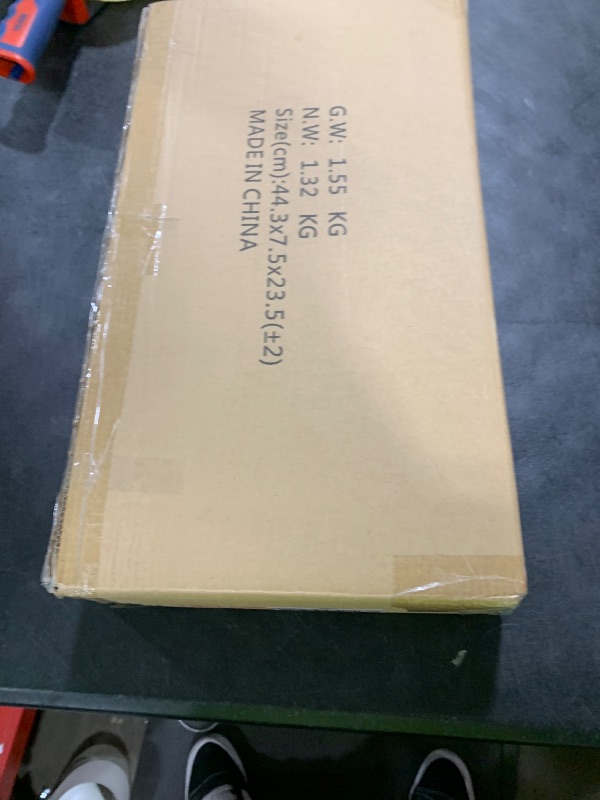 G.W: 1.55 KG
N.W: 1.32 KG
Size(cm):44.3x7.5x23.5(±2)
MADE IN CHINA